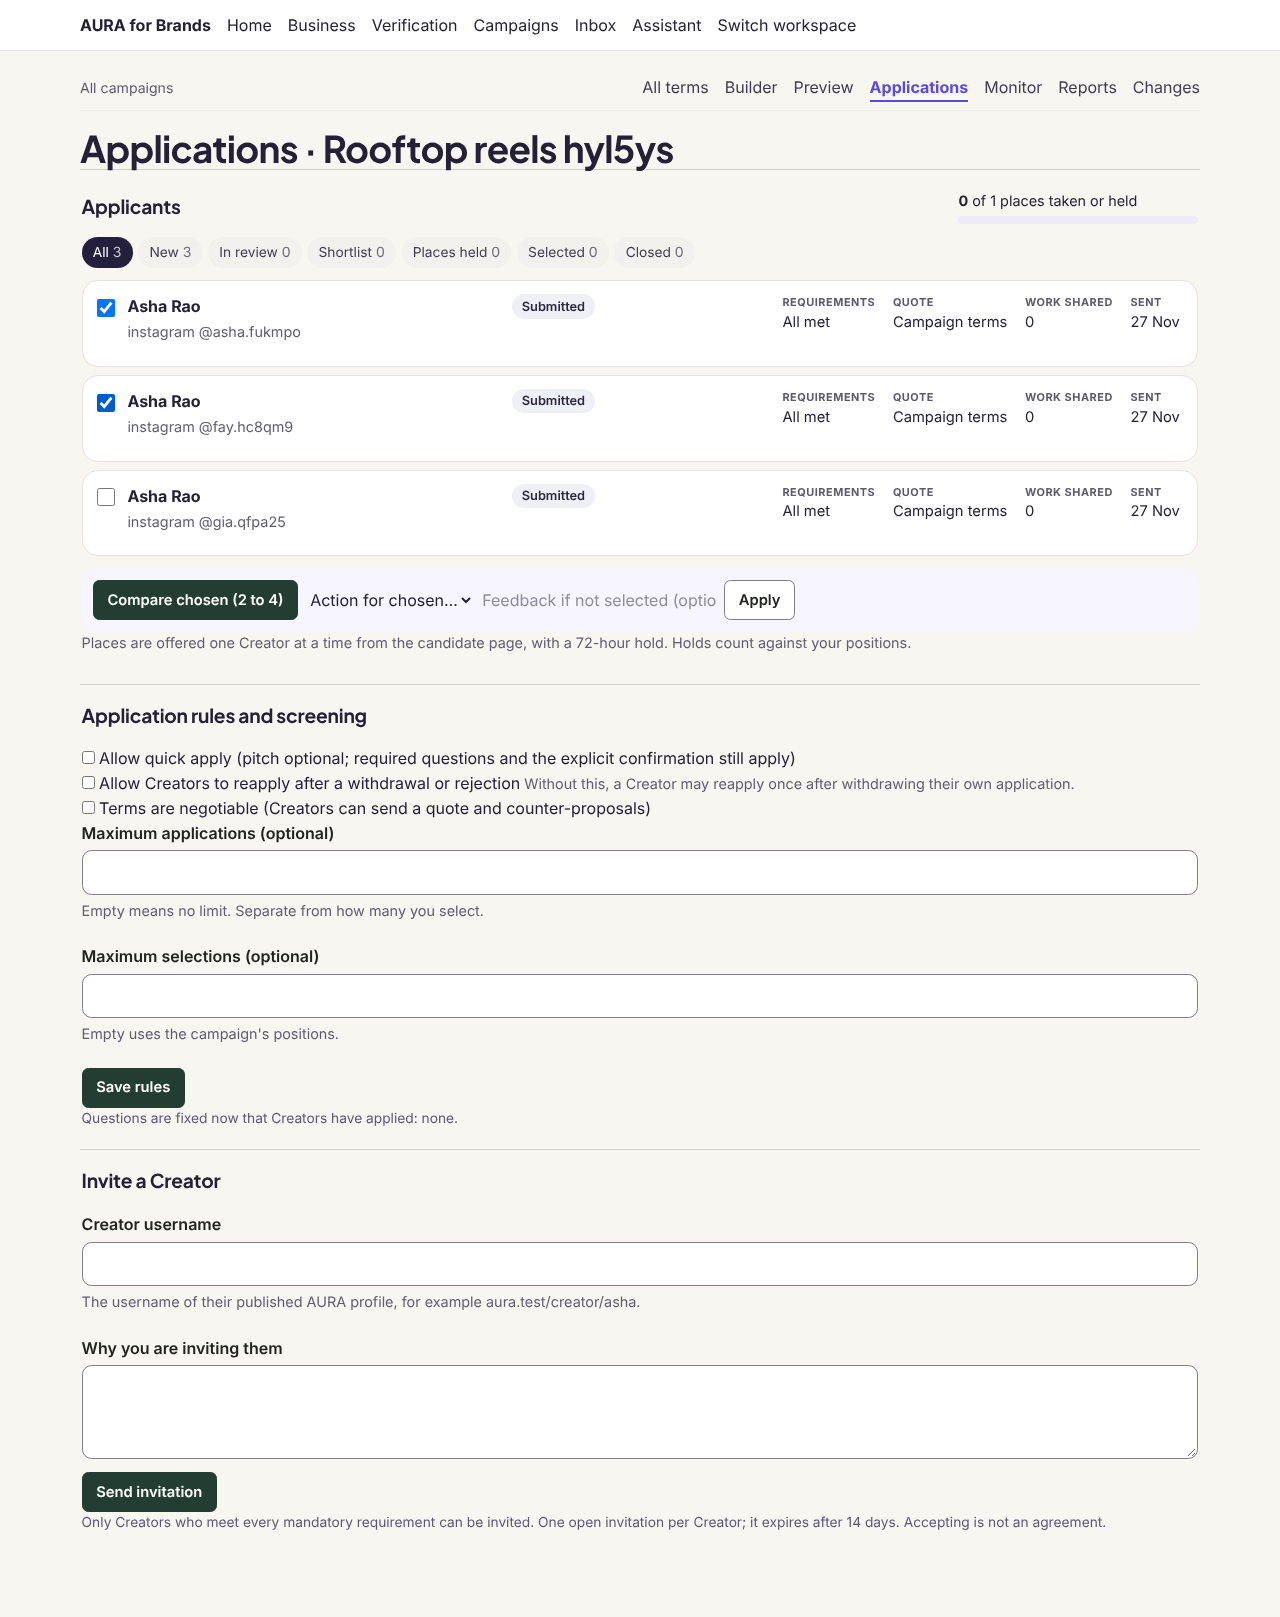 AURA for Brands Home Business Verification Campaigns Inbox Assistant Switch workspace
All campaigns All terms Builder Preview Applications Monitor Reports Changes
Applications · Rooftop reels hyl5ys
Applicants 0 of 1 places taken or held
All 3 New 3 In review 0 Shortlist 0 Places held 0 Selected 0 Closed 0
Asha Rao Submitted REQUIREMENTS QUOTE WORK SHARED SENT
instagram @asha.fukmpo All met Campaign terms 0 27 Nov
Asha Rao Submitted REQUIREMENTS QUOTE WORK SHARED SENT
instagram @fay.hc8qm9 All met Campaign terms 0 27 Nov
Asha Rao Submitted REQUIREMENTS QUOTE WORK SHARED SENT
instagram @gia.qfpa25 All met Campaign terms 0 27 Nov
Compare chosen (2 to 4) Action for chosen... Feedback if not selected (optio Apply
Places are offered one Creator at a time from the candidate page, with a 72-hour hold. Holds count against your positions.
Application rules and screening
Allow quick apply (pitch optional; required questions and the explicit confirmation still apply)
Allow Creators to reapply after a withdrawal or rejection Without this, a Creator may reapply once after withdrawing their own application.
Terms are negotiable (Creators can send a quote and counter-proposals)
Maximum applications (optional)
Empty means no limit. Separate from how many you select.
Maximum selections (optional)
Empty uses the campaign's positions.
Save rules
Questions are fixed now that Creators have applied: none.
Invite a Creator
Creator username
The username of their published AURA profile, for example aura.test/creator/asha.
Why you are inviting them
Send invitation
Only Creators who meet every mandatory requirement can be invited. One open invitation per Creator; it expires after 14 days. Accepting is not an agreement.